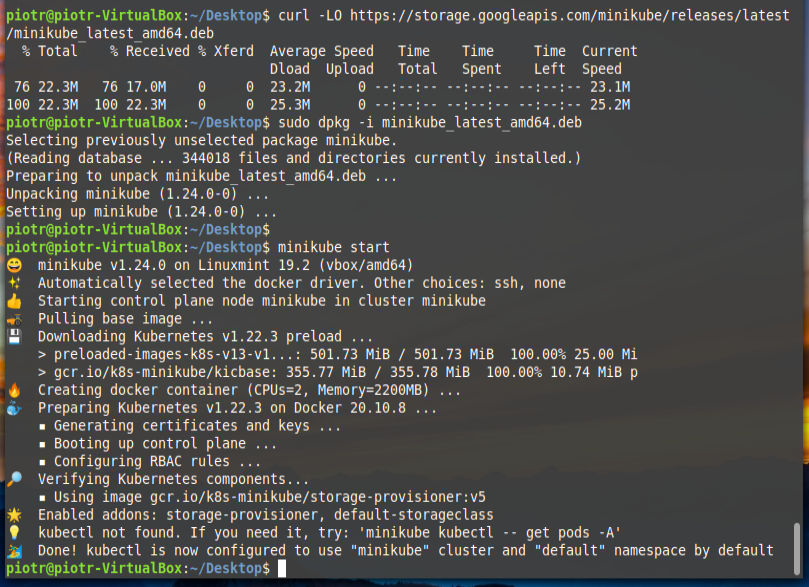 piotr@piotr-VirtualBox:~/Desktop$ curl -LO https://storage.googleapis.com/minikube/releases/latest
/minikube_latest_amd64.deb
  % Total    % Received % Xferd  Average Speed   Time    Time     Time  Current
                                 Dload  Upload   Total   Spent    Left  Speed
 76 22.3M   76 17.0M    0     0  23.2M      0 --:--:-- --:--:-- --:--:-- 23.1M
100 22.3M  100 22.3M    0     0  25.3M      0 --:--:-- --:--:-- --:--:-- 25.2M
piotr@piotr-VirtualBox:~/Desktop$ sudo dpkg -i minikube_latest_amd64.deb
Selecting previously unselected package minikube.
(Reading database ... 344018 files and directories currently installed.)
Preparing to unpack minikube_latest_amd64.deb ...
Unpacking minikube (1.24.0-0) ...
Setting up minikube (1.24.0-0) ...
piotr@piotr-VirtualBox:~/Desktop$
piotr@piotr-VirtualBox:~/Desktop$ minikube start
😄  minikube v1.24.0 on Linuxmint 19.2 (vbox/amd64)
✨  Automatically selected the docker driver. Other choices: ssh, none
👍  Starting control plane node minikube in cluster minikube
🚜  Pulling base image ...
💾  Downloading Kubernetes v1.22.3 preload ...
    > preloaded-images-k8s-v13-v1...: 501.73 MiB / 501.73 MiB  100.00% 25.00 Mi
    > gcr.io/k8s-minikube/kicbase: 355.77 MiB / 355.78 MiB  100.00% 10.74 MiB p
🔥  Creating docker container (CPUs=2, Memory=2200MB) ...
🐳  Preparing Kubernetes v1.22.3 on Docker 20.10.8 ...
    ▪ Generating certificates and keys ...
    ▪ Booting up control plane ...
    ▪ Configuring RBAC rules ...
🔎  Verifying Kubernetes components...
    ▪ Using image gcr.io/k8s-minikube/storage-provisioner:v5
🌟  Enabled addons: storage-provisioner, default-storageclass
💡  kubectl not found. If you need it, try: 'minikube kubectl -- get pods -A'
🏄  Done! kubectl is now configured to use "minikube" cluster and "default" namespace by default
piotr@piotr-VirtualBox:~/Desktop$